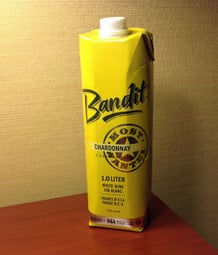 Bandit
MOST
CHARDONNAY
WANTED
1.0 LITER
WHITE WINE
VIN BLANC
PRODUCT OF U.S.A.